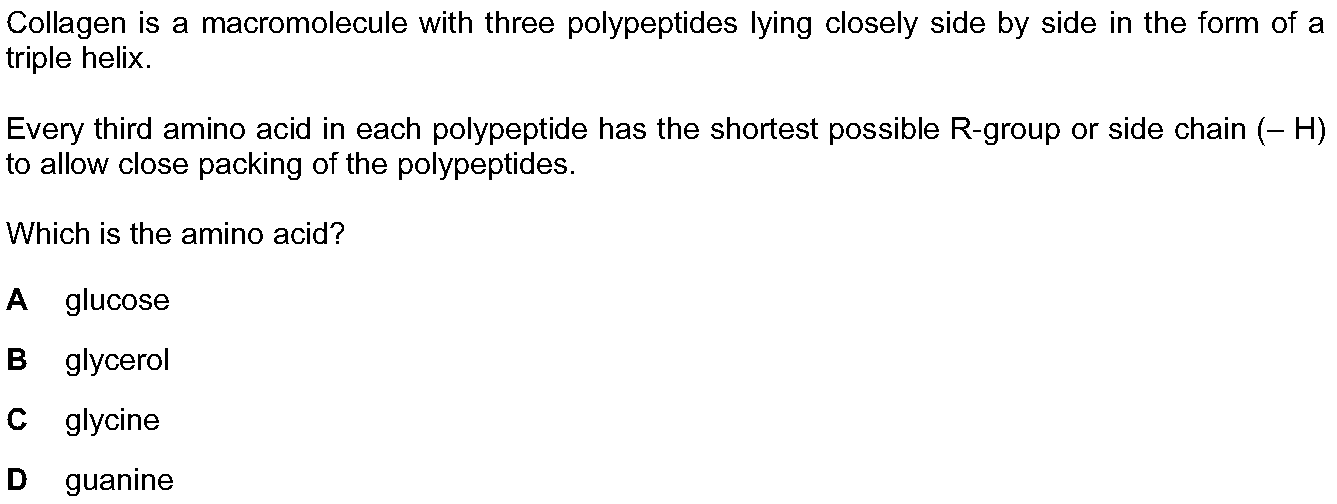 Collagen is a macromolecule with three polypeptides lying closely side by side in the form of a
triple helix.
Every third amino acid in each polypeptide has the shortest possible R-group or side chain (– H)
to allow close packing of the polypeptides.
Which is the amino acid?
A glucose
B glycerol
C glycine
D guanine